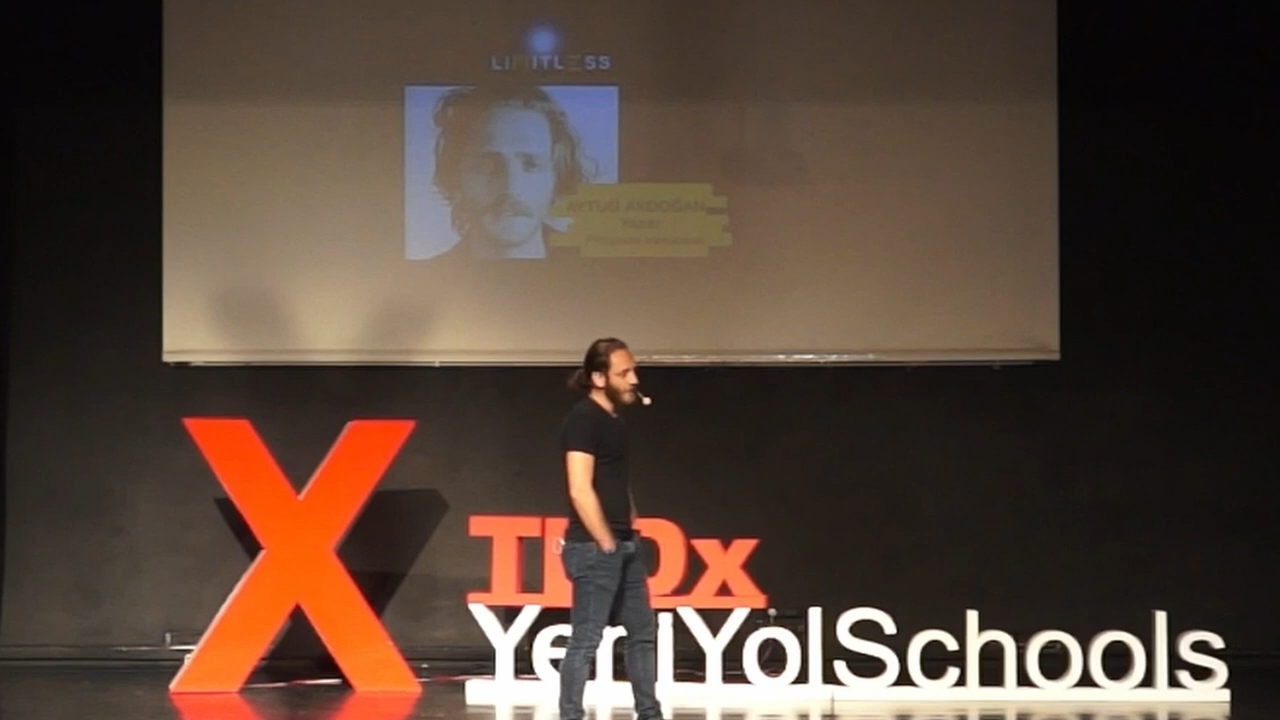 LIMITLESS
AYTUĞ AKDOĞAN
X
TEDx
YeniYolSchools